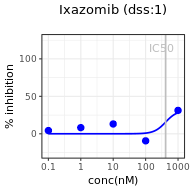 Ixazomib (dss:1)
IC50
% inhibition
100
50
0
0.1 1 10 100 1000
conc(nM)